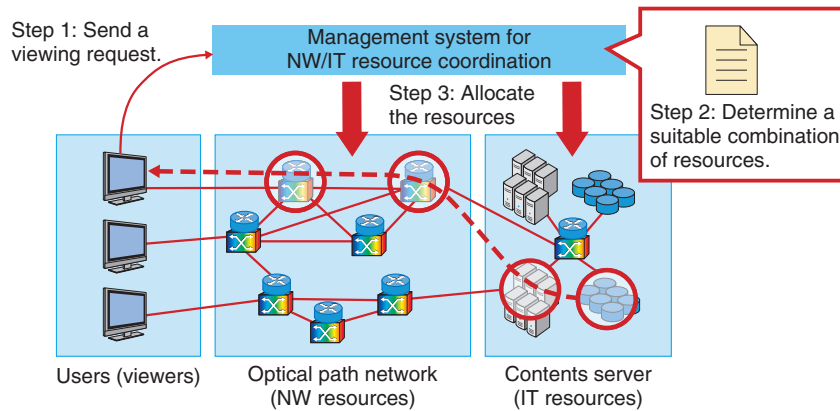 Step 1: Send a
viewing request.
Management system for
NW/IT resource coordination
Step 2: Determine a
suitable combination
of resources.
Step 3: Allocate
the resources
Users (viewers)
Optical path network
(NW resources)
Contents server
(IT resources)